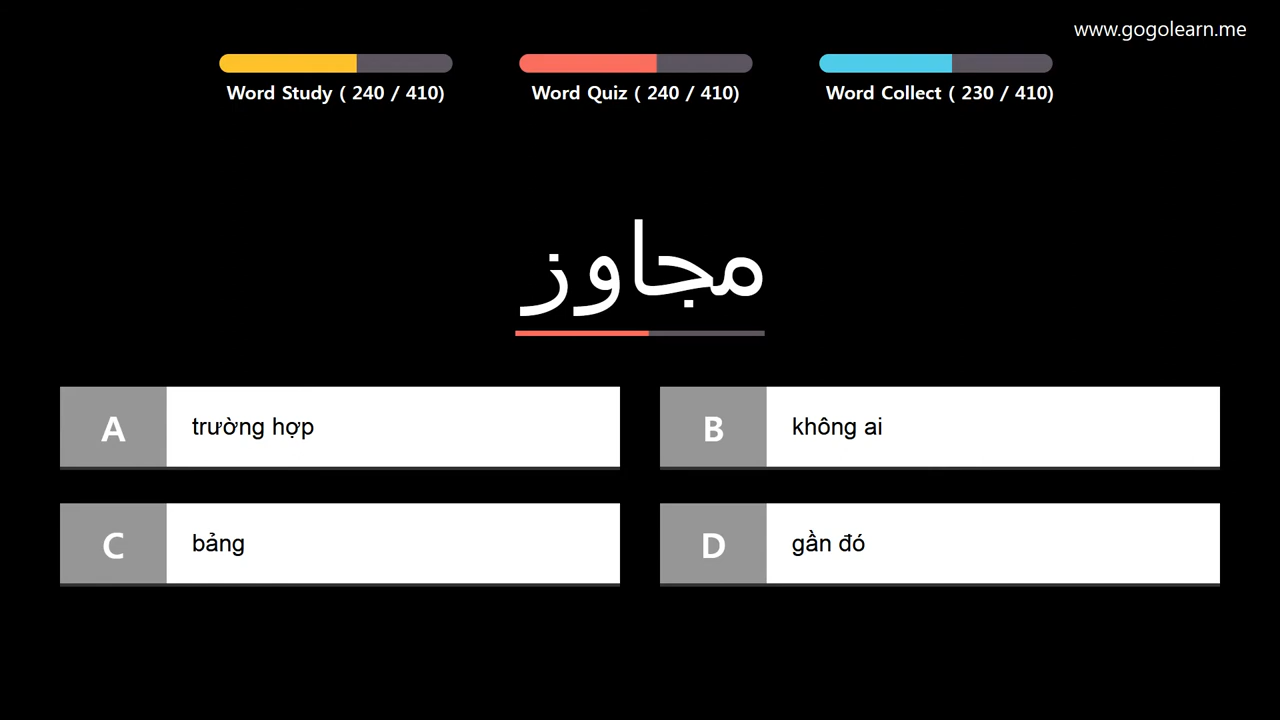 www.gogolearn.me
Word Study ( 240 / 410)
Word Quiz ( 240 / 410)
Word Collect ( 230 / 410)
مجاوز
A trường hợp
B không ai
C bảng
D gần đó